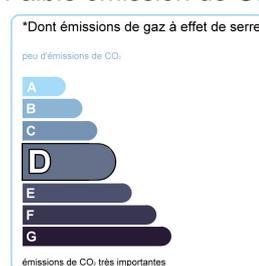 *Dont émissions de gaz à effet de serre
peu d'émissions de CO₂
A
B
C
D
E
F
G
émissions de CO₂ très importantes